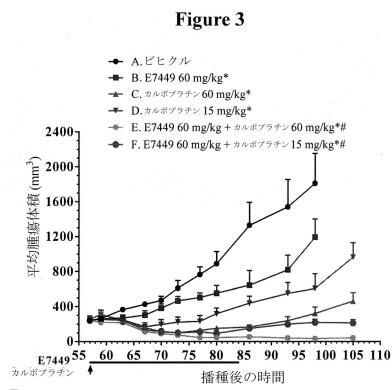 Figure 3
A. ビヒクル
B. E7449 60 mg/kg*
C. カルボプラチン 60 mg/kg*
D. カルボプラチン 15 mg/kg*
E. E7449 60 mg/kg + カルボプラチン 60 mg/kg*#
F. E7449 60 mg/kg + カルボプラチン 15 mg/kg*#
平均腫瘍体積 (mm³)
2400
2000
1600
1200
800
400
0
55 60 65 70 75 80 85 90 95 100 105 110
E7449
カルボプラチン
播種後の時間